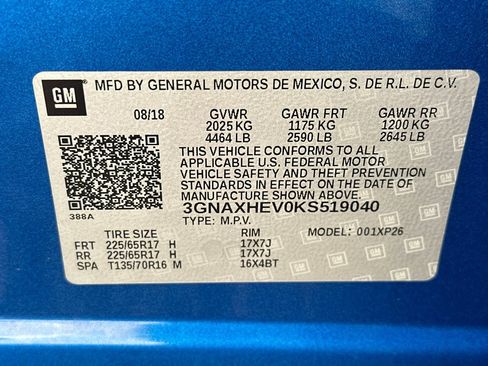 GM MFD BY GENERAL MOTORS DE MEXICO, S. DE R.L. DE C.V.
08/18 GVWR GAWR FRT GAWR RR
2025 KG 1175 KG 1200 KG
4464 LB 2590 LB 2645 LB
THIS VEHICLE CONFORMS TO ALL
APPLICABLE U.S. FEDERAL MOTOR
VEHICLE SAFETY AND THEFT PREVENTION
STANDARDS IN EFFECT ON THE DATE OF
MANUFACTURE SHOWN ABOVE.
388A 3GNAXHEV0KS519040
TYPE: M.P.V.
TIRE SIZE RIM MODEL: 001XP26
FRT 225/65R17 H 17X7J
RR 225/65R17 H 17X7J
SPA T135/70R16 M 16X4BT